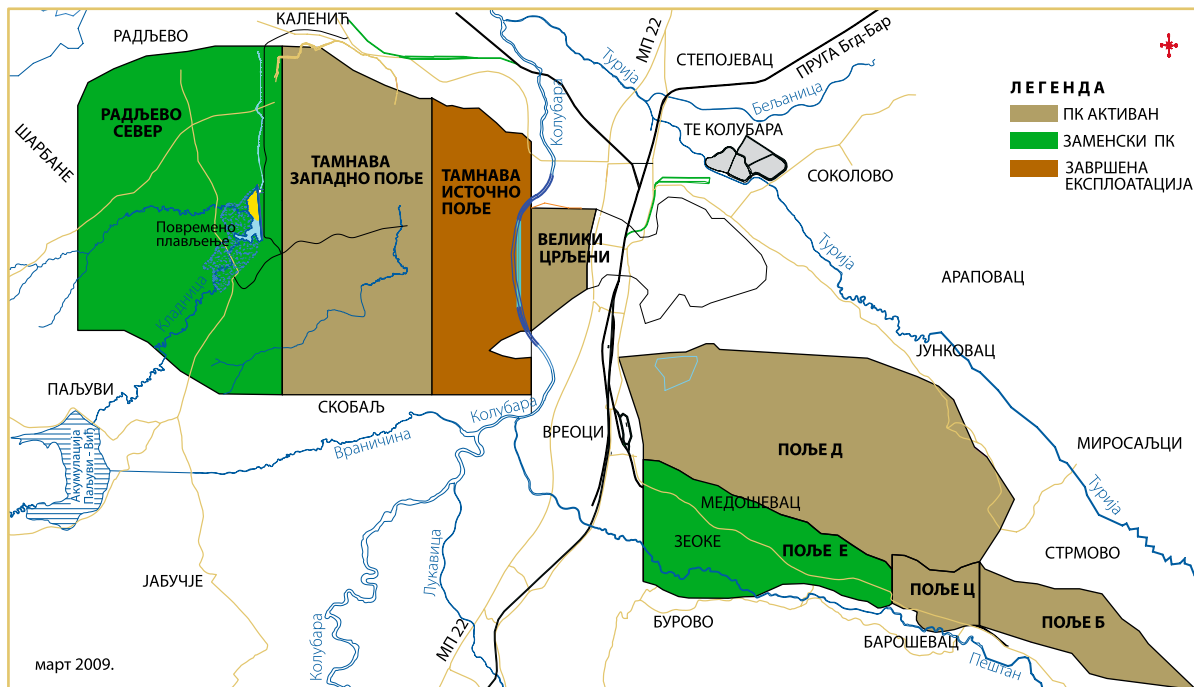 КАЛЕНИЋ
РАДЉЕВО
МП 22
СТЕПОЈЕВАЦ
ПРУГА Бгд-Бар
Турија
Бељаница
Колубара
ЛЕГЕНДА
ПК АКТИВАН
ЗАМЕНСКИ ПК
ЗАВРШЕНА
ЕКСПЛОАТАЦИЈА
РАДЉЕВО
СЕВЕР
ШАРБАНЕ
ТЕ КОЛУБАРА
ТАМНАВА
ЗАПАДНО ПОЉЕ
ТАМНАВА
ИСТОЧНО
ПОЉЕ
СОКОЛОВО
Повремено
плављење
ВЕЛИКИ
ЦРЉЕНИ
Турија
АРАПОВАЦ
Кладница
ЈУНКОВАЦ
ПАЉУВИ
СКОБАЉ
Колубара
ВРЕОЦИ
Враничина
Акумулација
Паљуви - Вић
ПОЉЕ Д
МИРОСАЉЦИ
Турија
МЕДОШЕВАЦ
ЗЕОКЕ
ПОЉЕ Е
СТРМОВО
ЈАБУЧЈЕ
Лукавица
ПОЉЕ Ц
ПОЉЕ Б
БУРОВО
БАРОШЕВАЦ
Колубара
МП 22
Пештан
март 2009.